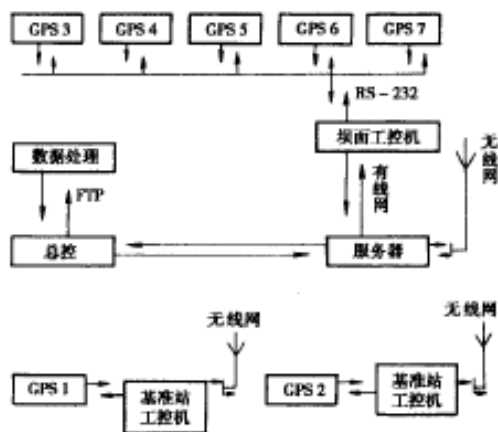 GPS 3
GPS 4
GPS 5
GPS 6
GPS 7
RS-232
坝面工控机
无线网
数据处理
FTP
有线网
总控
服务器
无线网
无线网
GPS 1
基准站
工控机
GPS 2
基准站
工控机